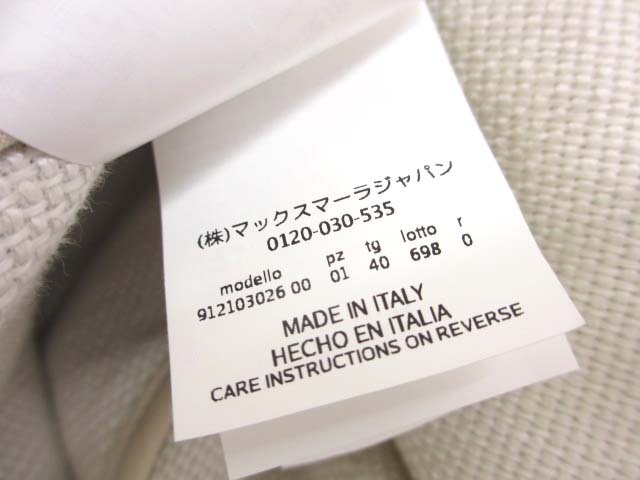 (株)マックスマーラジャパン
0120-030-535
modello pz tg lotto r
912103026 00 01 40 698 0
MADE IN ITALY
HECHO EN ITALIA
CARE INSTRUCTIONS ON REVERSE